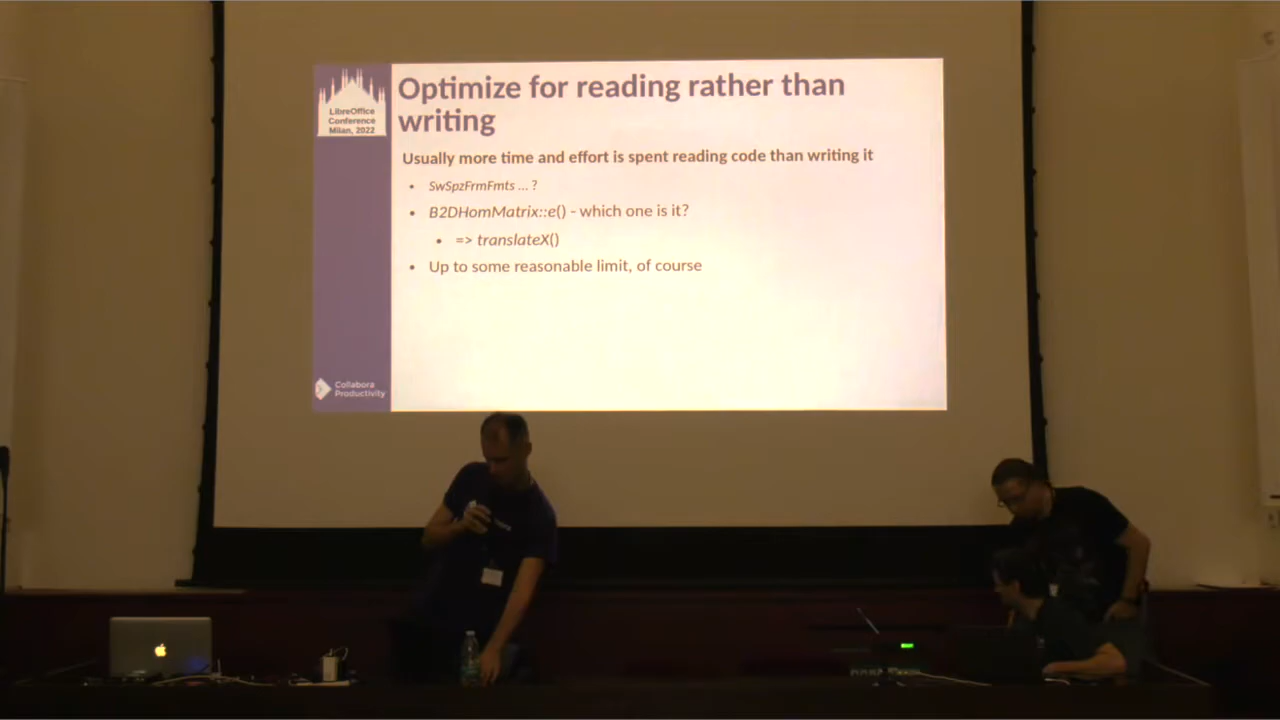 LibreOffice
Conference
Milan, 2022
Optimize for reading rather than
writing
Usually more time and effort is spent reading code than writing it
• SwSpzFrmFmts ... ?
• B2DHomMatrix::e() - which one is it?
• => translateX()
• Up to some reasonable limit, of course
Collabora
Productivity